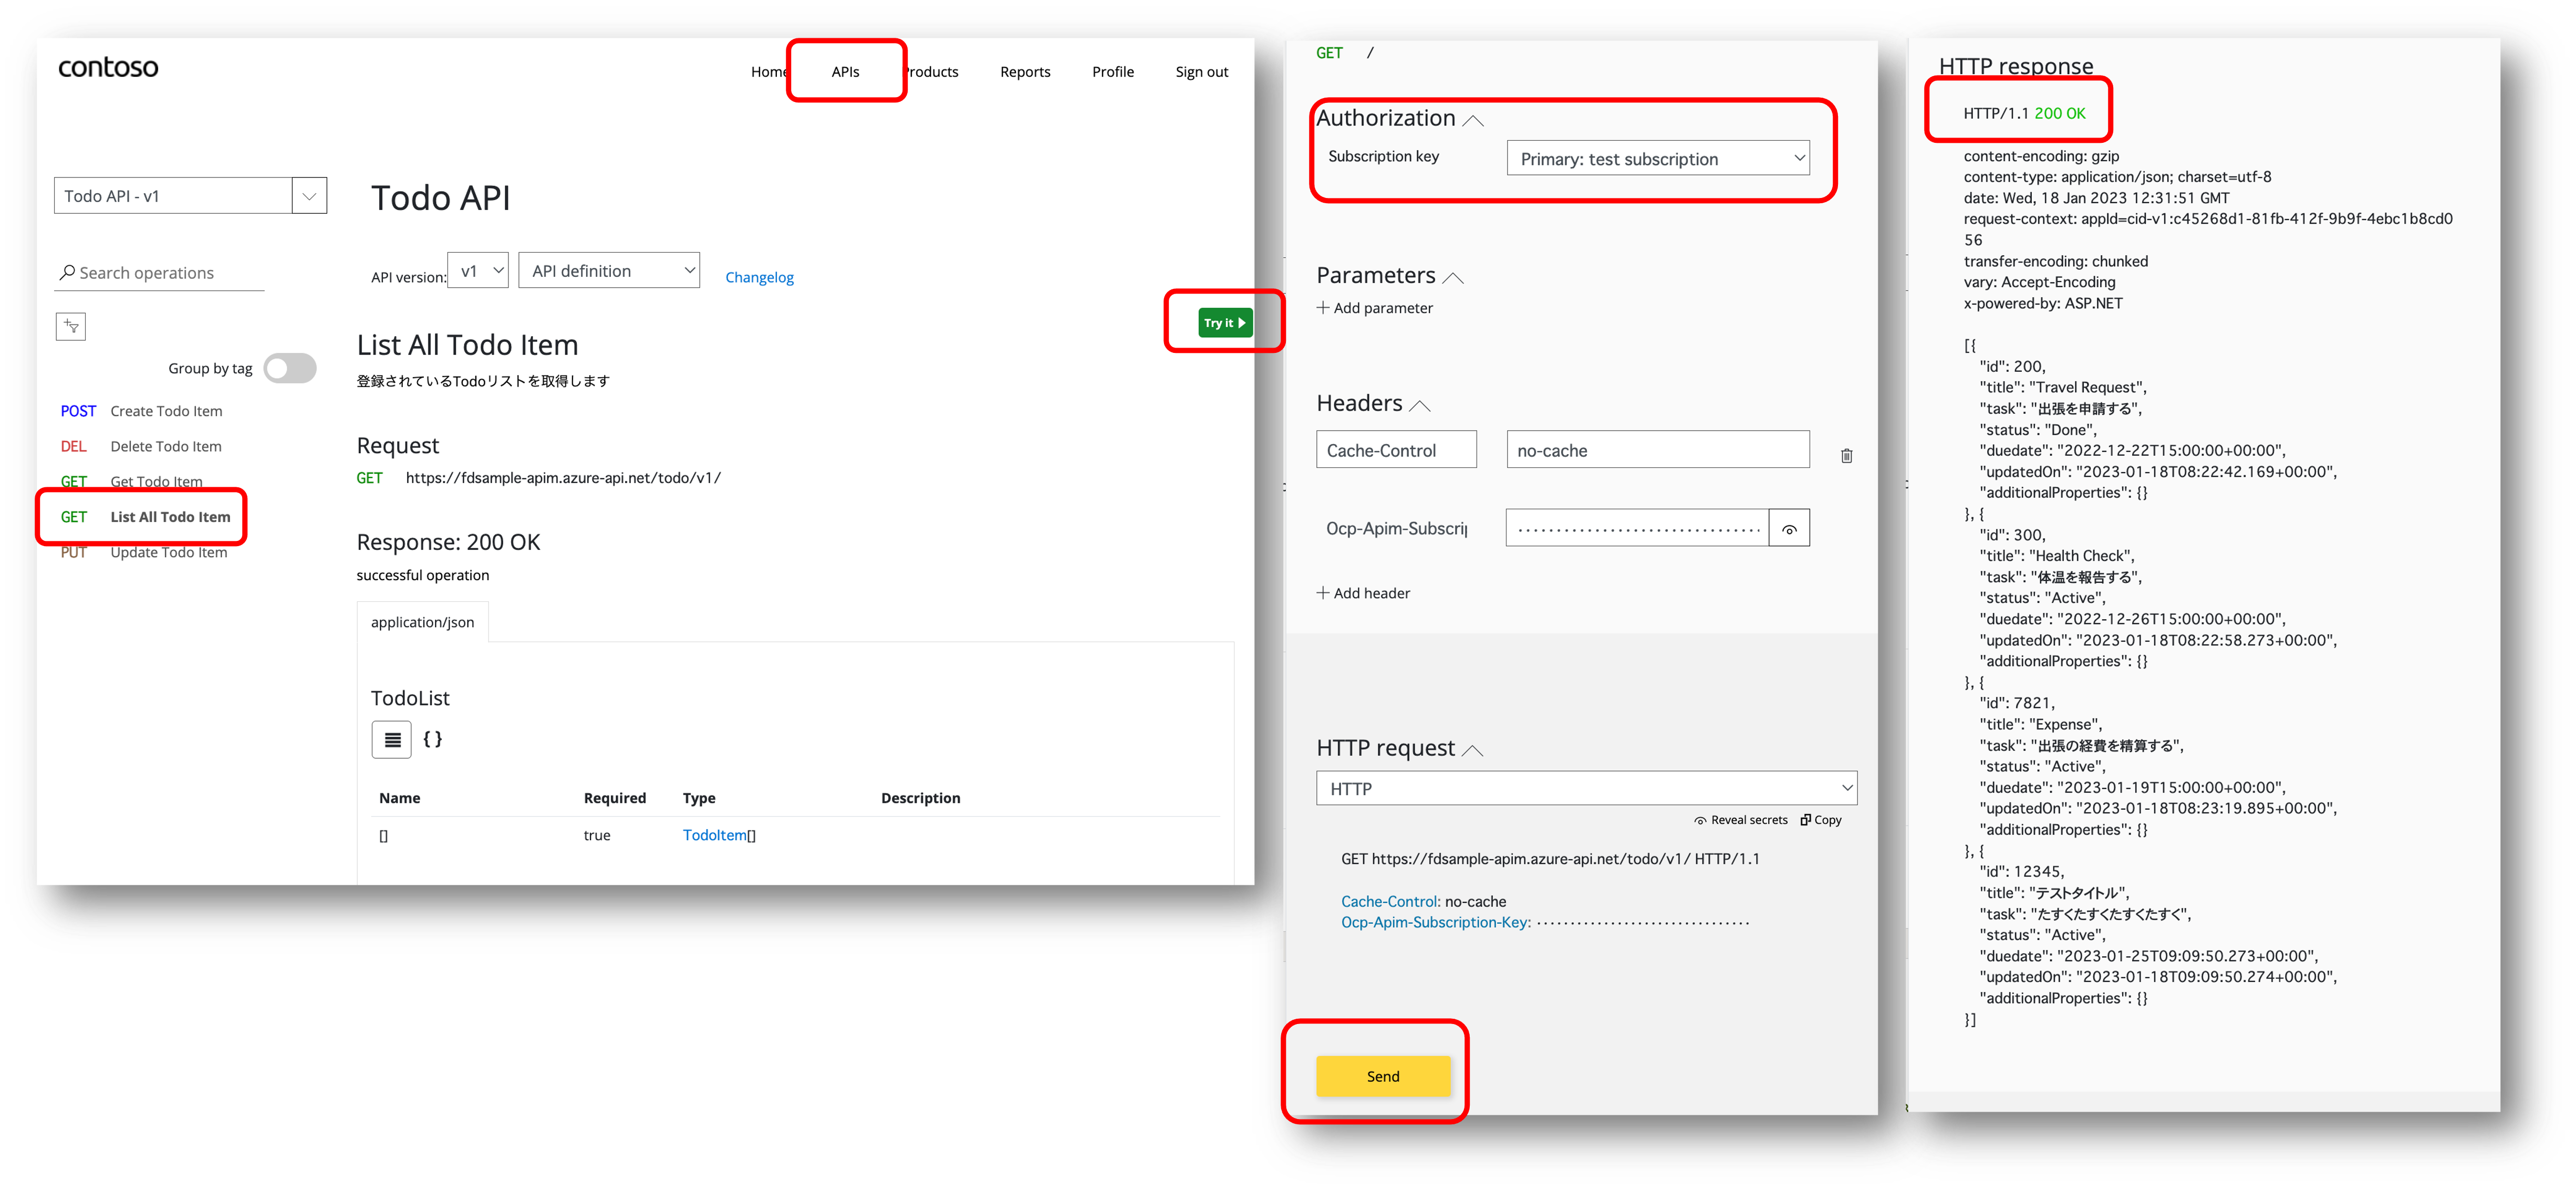 contoso
Home APIs Products Reports Profile Sign out
Todo API - v1
Search operations
Group by tag
POST Create Todo Item
DEL Delete Todo Item
GET Get Todo Item
GET List All Todo Item
PUT Update Todo Item
Todo API
API version: v1 API definition Changelog
Try it
List All Todo Item
登録されているTodoリストを取得します
Request
GET https://fdsample-apim.azure-api.net/todo/v1/
Response: 200 OK
successful operation
application/json
TodoList
{ }
Name Required Type Description
[] true TodoItem[]
GET /
Authorization
Subscription key Primary: test subscription
Parameters
+ Add parameter
Headers
Cache-Control no-cache
Ocp-Apim-Subscrip
+ Add header
HTTP request
HTTP
Reveal secrets Copy
GET https://fdsample-apim.azure-api.net/todo/v1/ HTTP/1.1
Cache-Control: no-cache
Ocp-Apim-Subscription-Key: ································
Send
HTTP response
HTTP/1.1 200 OK
content-encoding: gzip
content-type: application/json; charset=utf-8
date: Wed, 18 Jan 2023 12:31:51 GMT
request-context: appId=cid-v1:c45268d1-81fb-412f-9b9f-4ebc1b8cd0
56
transfer-encoding: chunked
vary: Accept-Encoding
x-powered-by: ASP.NET
[{
"id": 200,
"title": "Travel Request",
"task": "出張を申請する",
"status": "Done",
"duedate": "2022-12-22T15:00:00+00:00",
"updatedOn": "2023-01-18T08:22:42.169+00:00",
"additionalProperties": {}
}, {
"id": 300,
"title": "Health Check",
"task": "体温を報告する",
"status": "Active",
"duedate": "2022-12-26T15:00:00+00:00",
"updatedOn": "2023-01-18T08:22:58.273+00:00",
"additionalProperties": {}
}, {
"id": 7821,
"title": "Expense",
"task": "出張の経費を精算する",
"status": "Active",
"duedate": "2023-01-19T15:00:00+00:00",
"updatedOn": "2023-01-18T08:23:19.895+00:00",
"additionalProperties": {}
}, {
"id": 12345,
"title": "テストタイトル",
"task": "たすくたすくたすくたすく",
"status": "Active",
"duedate": "2023-01-25T09:09:50.273+00:00",
"updatedOn": "2023-01-18T09:09:50.274+00:00",
"additionalProperties": {}
}]